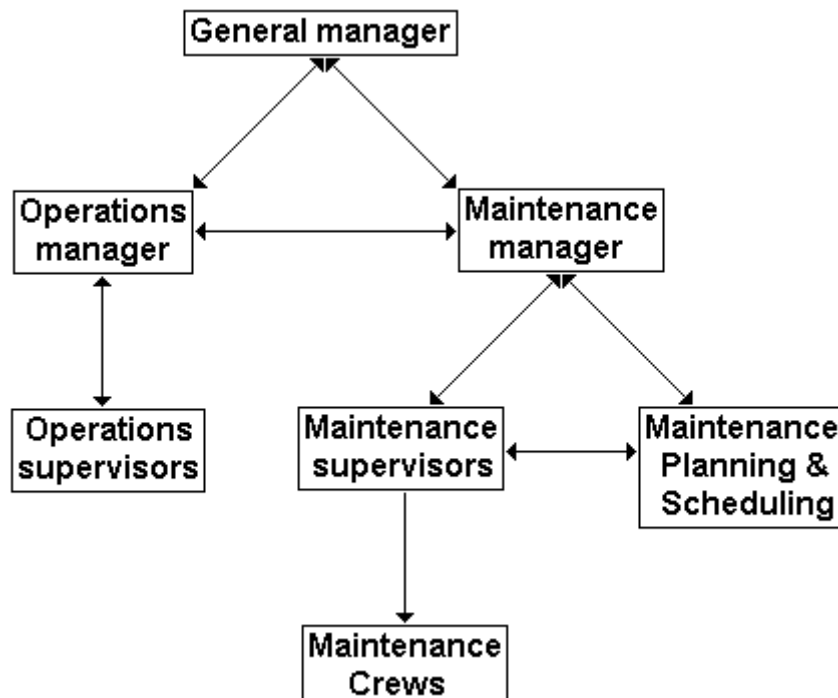 General manager
Operations
manager
Maintenance
manager
Operations
supervisors
Maintenance
supervisors
Maintenance
Planning &
Scheduling
Maintenance
Crews